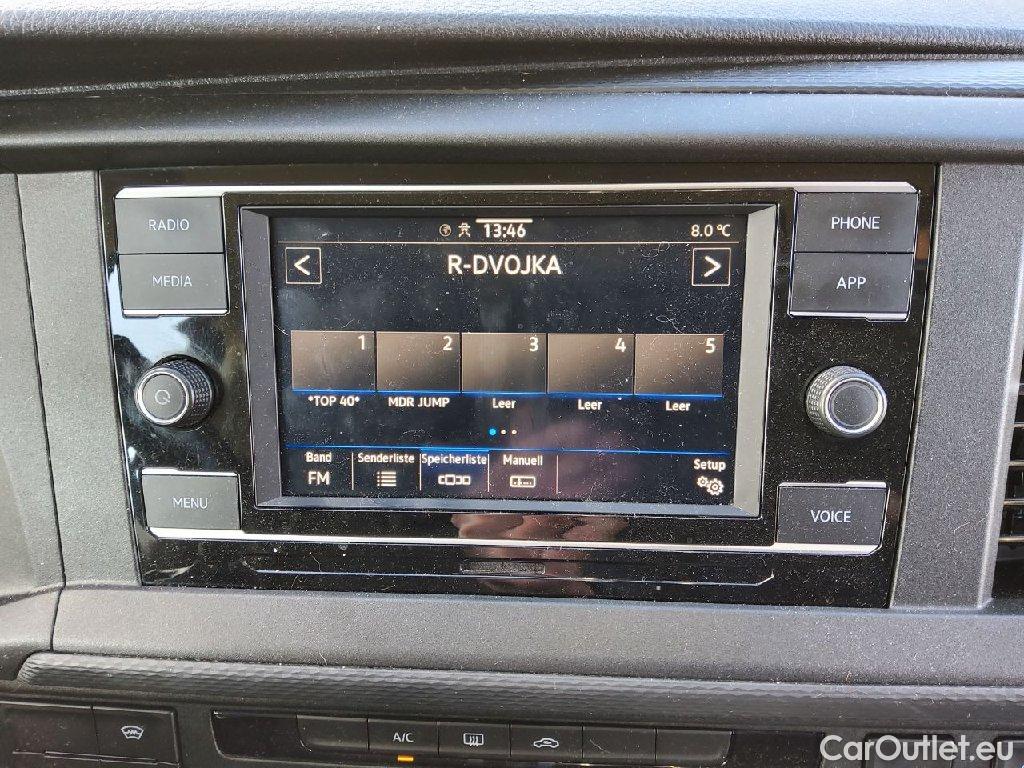 RADIO
MEDIA
MENU
PHONE
APP
VOICE
13:46
8.0 °C
< R-DVOJKA >
1 2 3 4 5
*TOP 40* MDR JUMP Leer Leer Leer
Band Senderliste Speicherliste Manuell Setup
FM
A/C
CarOutlet.eu